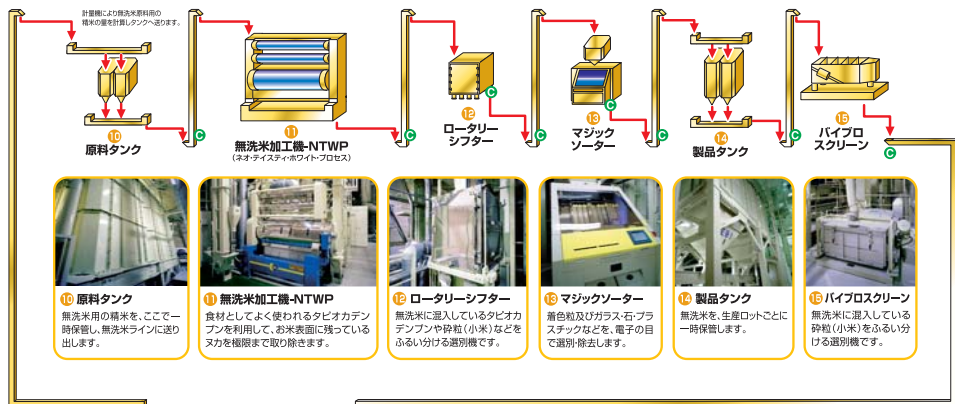 計量機により無洗米原料用の
精米の量を計算しタンクへ送ります。
⑩
原料タンク
C
⑪
無洗米加工機-NTWP
(ネオ・テイスティ・ホワイト・プロセス)
C
⑫
ロータリー
シフター
C
⑬
マジック
ソーター
C
⑭
製品タンク
C
⑮
バイブロ
スクリーン
C
⑩ 原料タンク
無洗米用の精米を、ここで一
時保管し、無洗米ラインに送り
出します。
⑪ 無洗米加工機-NTWP
食材としてよく使われるタピオカデン
プンを利用して、お米表面に残っている
ヌカを極限まで取り除きます。
⑫ ロータリーシフター
無洗米に混入しているタピオカ
デンプンや砕粒(小米)などを
ふるい分ける選別機です。
⑬ マジックソーター
着色粒及びガラス・石・プラ
スチックなどを、電子の目
で選別・除去します。
⑭ 製品タンク
無洗米を、生産ロットごとに
一時保管します。
⑮ バイブロスクリーン
無洗米に混入している
砕粒(小米)をふるい分
ける選別機です。